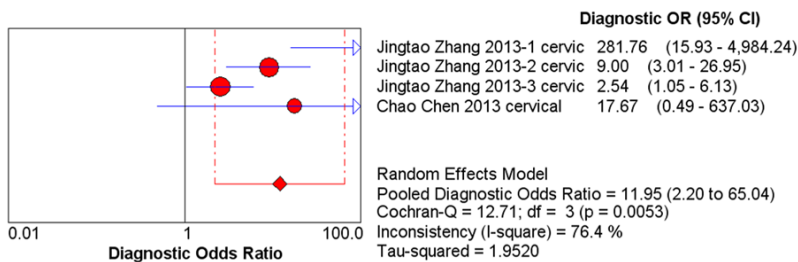 Diagnostic OR (95% CI)
Jingtao Zhang 2013-1 cervic 281.76 (15.93 - 4,984.24)
Jingtao Zhang 2013-2 cervic 9.00 (3.01 - 26.95)
Jingtao Zhang 2013-3 cervic 2.54 (1.05 - 6.13)
Chao Chen 2013 cervical 17.67 (0.49 - 637.03)
Random Effects Model
Pooled Diagnostic Odds Ratio = 11.95 (2.20 to 65.04)
Cochran-Q = 12.71; df = 3 (p = 0.0053)
Inconsistency (I-square) = 76.4 %
Tau-squared = 1.9520
0.01 1 100.0
Diagnostic Odds Ratio